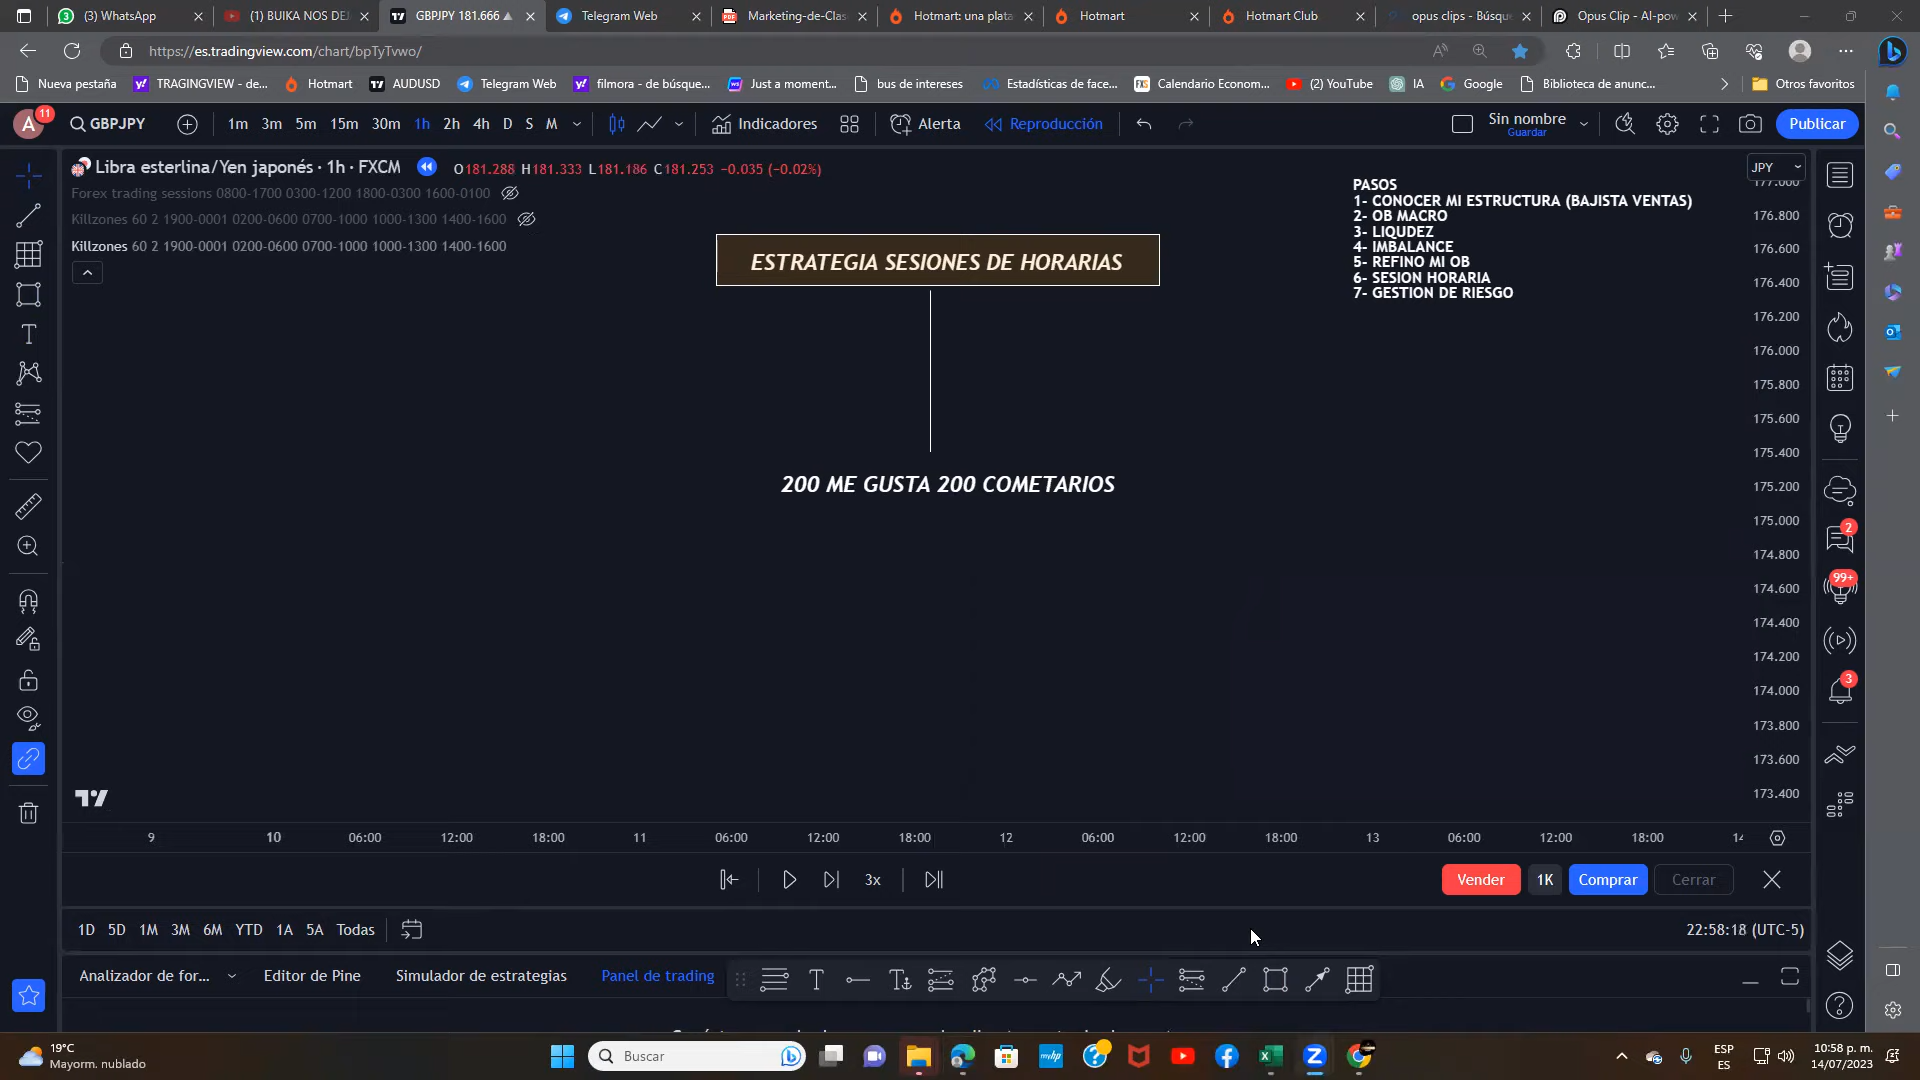 (3) WhatsApp
(1) BUIKA NOS DEJ
GBPJPY 181.666
Telegram Web
Marketing-de-Clas
Hotmart: una plata
Hotmart
Hotmart Club
opus clips - Búsque
Opus Clip - AI-pow
https://es.tradingview.com/chart/bpTyTvwo/
Nueva pestaña
TRAGINGVIEW - de...
Hotmart
AUDUSD
Telegram Web
filmora - de búsqu...
Just a moment...
bus de intereses
Estadísticas de face...
Calendario Econom...
(2) YouTube
IA
Google
Biblioteca de anunc...
Otros favoritos
A 11
GBPJPY
1m 3m 5m 15m 30m 1h 2h 4h D S M
Indicadores
Alerta
Reproducción
Sin nombre
Guardar
Publicar
Libra esterlina/Yen japonés · 1h · FXCM
O181.288 H181.333 L181.186 C181.253 −0.035 (−0.02%)
Forex trading sessions 0800-1700 0300-1200 1800-0300 1600-0100
Killzones 60 2 1900-0001 0200-0600 0700-1000 1000-1300 1400-1600
Killzones 60 2 1900-0001 0200-0600 0700-1000 1000-1300 1400-1600
ESTRATEGIA SESIONES DE HORARIAS
200 ME GUSTA 200 COMETARIOS
PASOS
1- CONOCER MI ESTRUCTURA (BAJISTA VENTAS)
2- OB MACRO
3- LIQUDEZ
4- IMBALANCE
5- REFINO MI OB
6- SESION HORARIA
7- GESTION DE RIESGO
JPY
177.000
176.800
176.600
176.400
176.200
176.000
175.800
175.600
175.400
175.200
175.000
174.800
174.600
174.400
174.200
174.000
173.800
173.600
173.400
2
99+
3
9 10 06:00 12:00 18:00 11 06:00 12:00 18:00 12 06:00 12:00 18:00 13 06:00 12:00 18:00
3x
Vender
1K
Comprar
Cerrar
1D 5D 1M 3M 6M YTD 1A 5A Todas
22:58:18 (UTC-5)
Analizador de for...
Editor de Pine
Simulador de estrategias
Panel de trading
19°C
Mayorm. nublado
Buscar
ESP
ES
10:58 p. m.
14/07/2023